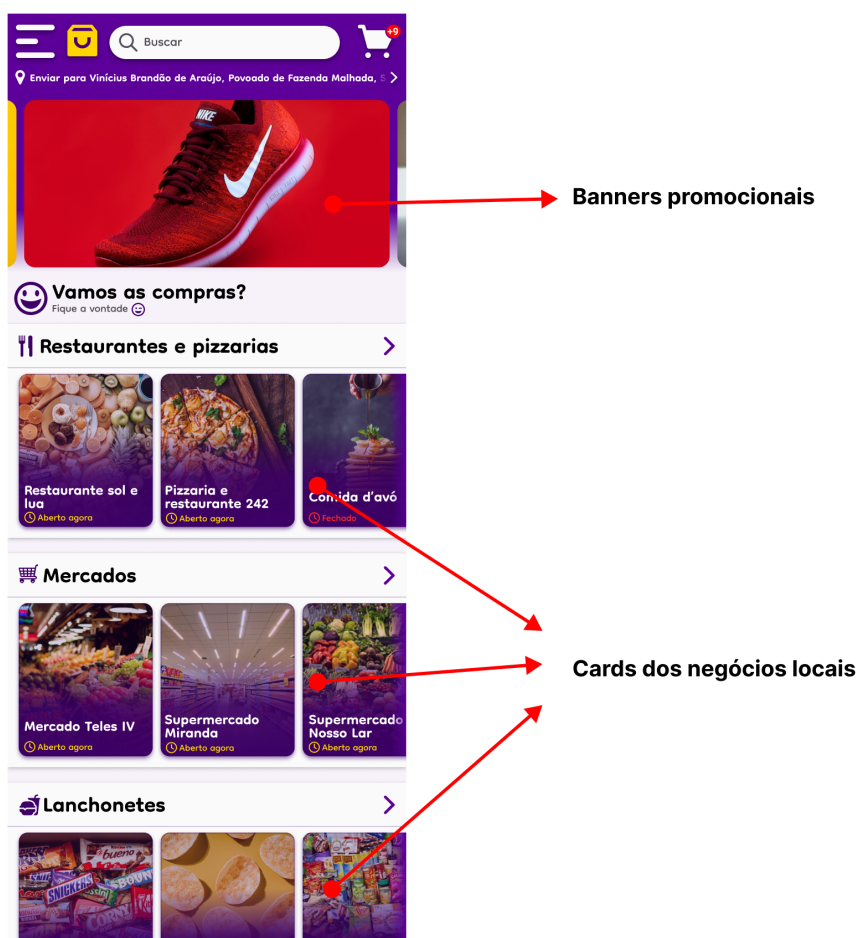 Buscar
+9
Enviar para Vinícius Brandão de Araújo, Povoado de Fazenda Malhada, S
NIKE
Banners promocionais
Vamos as compras?
Fique a vontade
Restaurantes e pizzarias
Restaurante sol e
lua
Aberto agora
Pizzaria e
restaurante 242
Aberto agora
Comida d'avó
Fechado
Mercados
Cards dos negócios locais
Mercado Teles IV
Aberto agora
Supermercado
Miranda
Aberto agora
Supermercado
Nosso Lar
Aberto agora
Lanchonetes
bueno
SNICKERS
CORNY